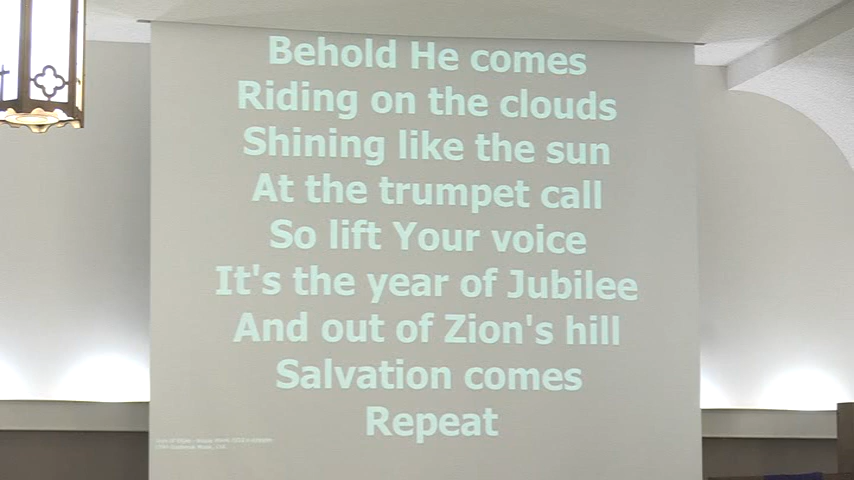 Behold He comes
Riding on the clouds
Shining like the sun
At the trumpet call
So lift Your voice
It's the year of Jubilee
And out of Zion's hill
Salvation comes
Repeat